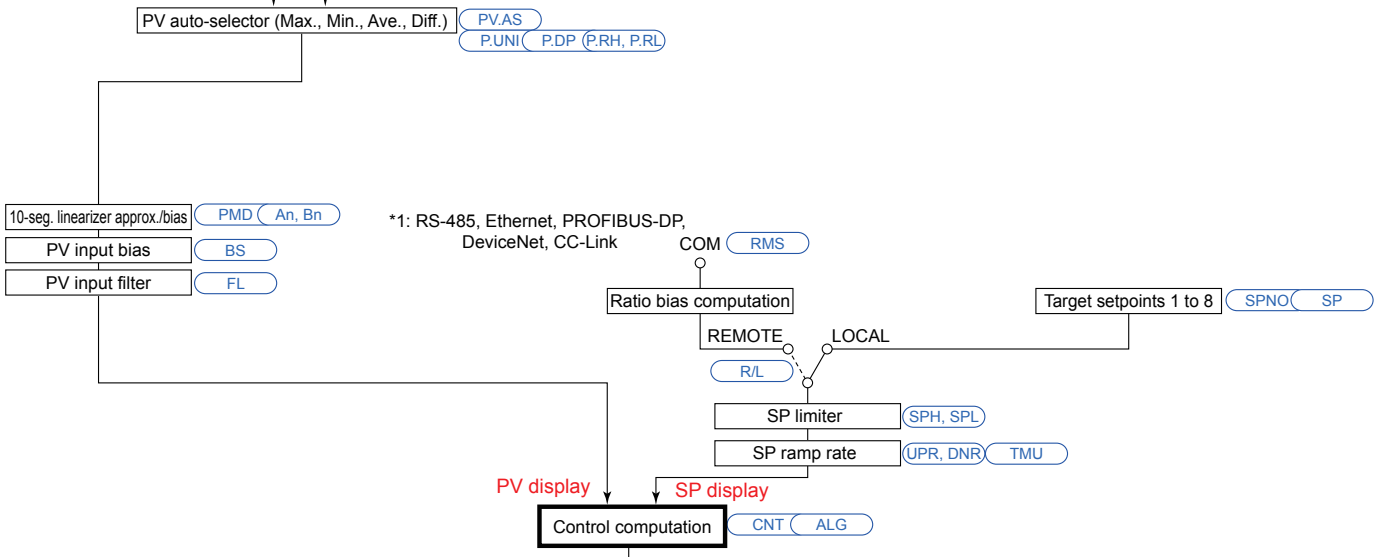 PV auto-selector (Max., Min., Ave., Diff.) PV.AS
P.UNI P.DP P.RH, P.RL
10-seg. linearizer approx./bias PMD An, Bn
PV input bias BS
PV input filter FL
*1: RS-485, Ethernet, PROFIBUS-DP,
DeviceNet, CC-Link
COM RMS
Ratio bias computation
Target setpoints 1 to 8 SPNO SP
REMOTE LOCAL
R/L
SP limiter SPH, SPL
SP ramp rate UPR, DNR TMU
PV display SP display
Control computation CNT ALG